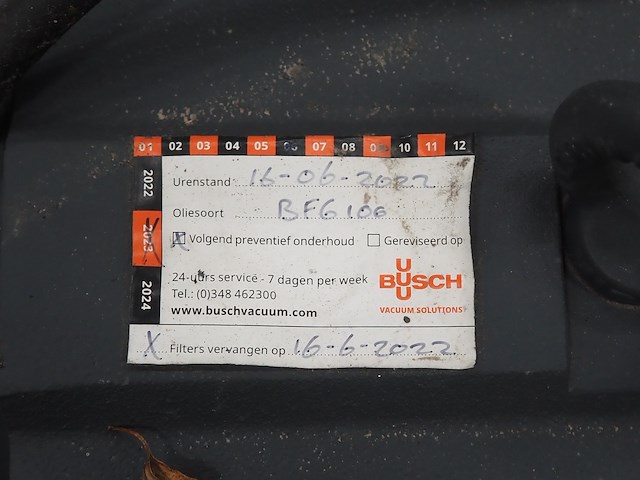 01 02 03 04 05 06 07 08 09 10 11 12
2022
2023
2024
Urenstand 16-06-2022
Oliesoort BFG 100
X Volgend preventief onderhoud Gereviseerd op
24-uurs service - 7 dagen per week
Tel.: (0)348 462300
www.buschvacuum.com
BUSCH
VACUUM SOLUTIONS
X Filters vervangen op 16-6-2022